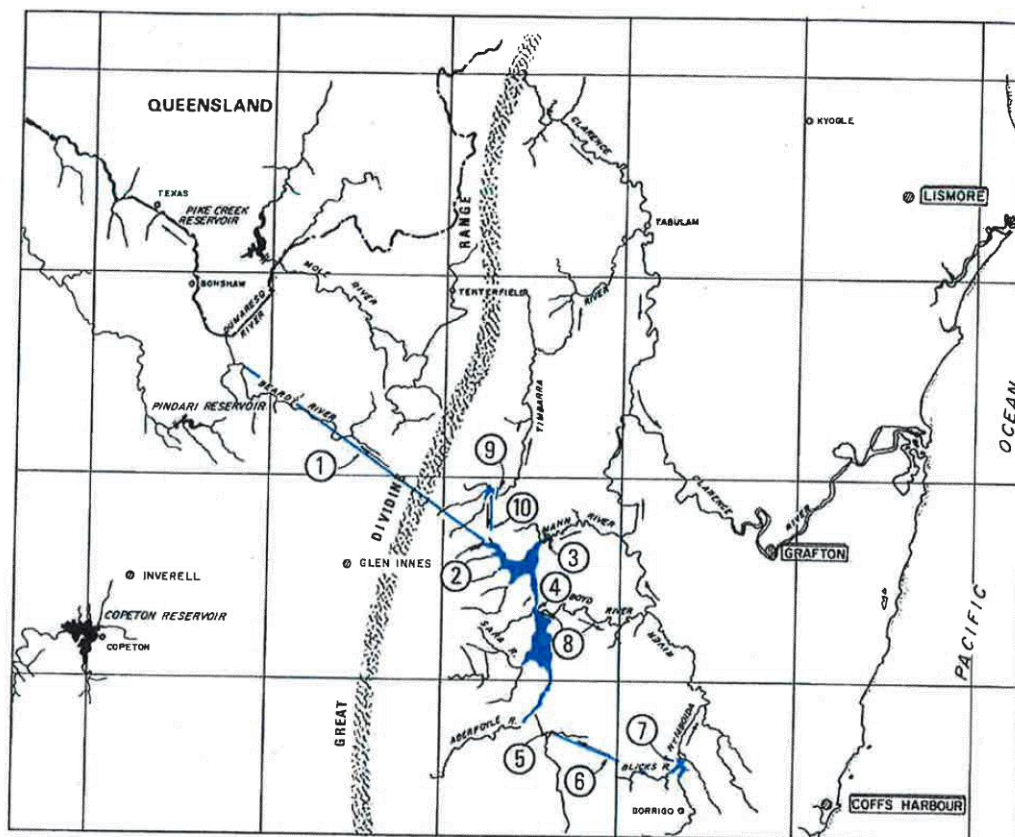 QUEENSLAND
CLARENCE
KYOGLE
TEXAS
PIKE CREEK
RESERVOIR
RANGE
LISMORE
TABULAM
MOLE
RIVER
BONSHAW
DUMARESQ
RIVER
TENTERFIELD
RIVER
OCEAN
BEARDY RIVER
PINDARI RESERVOIR
TIMBARRA
1
9
DIVIDING
10
CLARENCE
RIVER
MANN
RIVER
GRAFTON
2
3
GLEN INNES
INVERELL
4
BOYD
RIVER
COPETON RESERVOIR
SARA R.
8
RIVER
COPETON
PACIFIC
GREAT
ABERFOYLE R.
7
NYMBOIDA
5
6
BLICKS R.
DORRIGO
COFFS HARBOUR